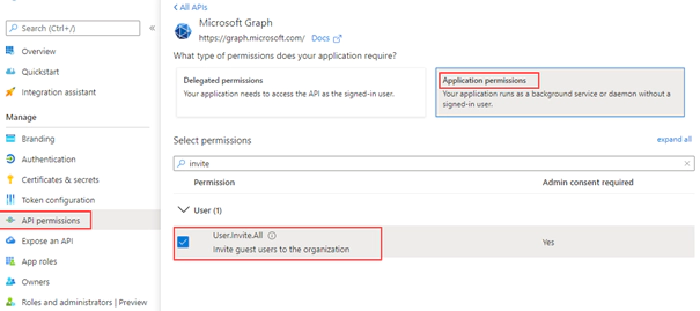 All APIs
Search (Ctrl+/)
Overview
Quickstart
Integration assistant
Manage
Branding
Authentication
Certificates & secrets
Token configuration
API permissions
Expose an API
App roles
Owners
Roles and administrators | Preview
Microsoft Graph
https://graph.microsoft.com/ Docs
What type of permissions does your application require?
Delegated permissions
Your application needs to access the API as the signed-in user.
Application permissions
Your application runs as a background service or daemon without a
signed-in user.
Select permissions
expand all
invite
Permission
Admin consent required
User (1)
User.Invite.All
Invite guest users to the organization
Yes